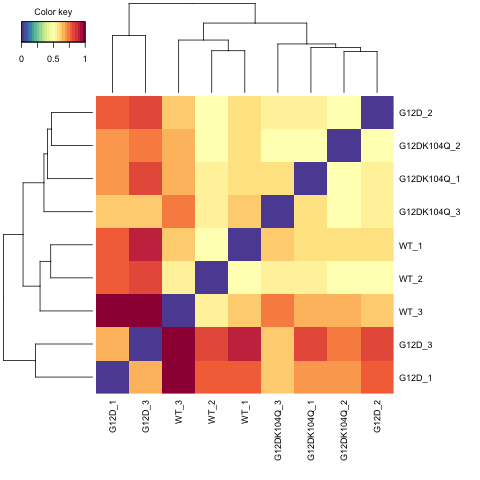 Color key
0 0.5 1
G12D_2
G12DK104Q_2
G12DK104Q_1
G12DK104Q_3
WT_1
WT_2
WT_3
G12D_3
G12D_1
G12D_1 G12D_3 WT_3 WT_2 WT_1 G12DK104Q_3 G12DK104Q_1 G12DK104Q_2 G12D_2